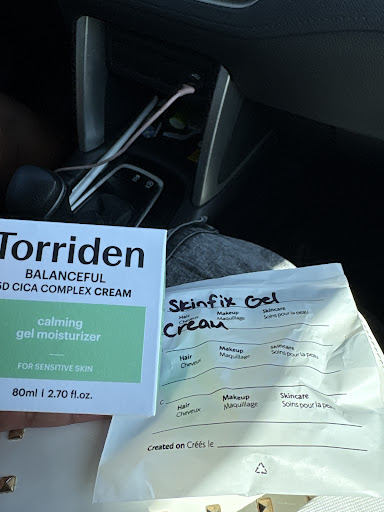 Torriden
BALANCEFUL
5D CICA COMPLEX CREAM
calming
gel moisturizer
FOR SENSITIVE SKIN
80ml | 2.70 fl.oz.
Skinfix Gel
Cream
Hair Makeup Skincare
Maquillage Soins pour la peau
Hair Makeup Skincare
Cheveux Maquillage Soins pour la peau
Hair Makeup Skincare
Cheveux Maquillage Soins pour la peau
Created on Créés le